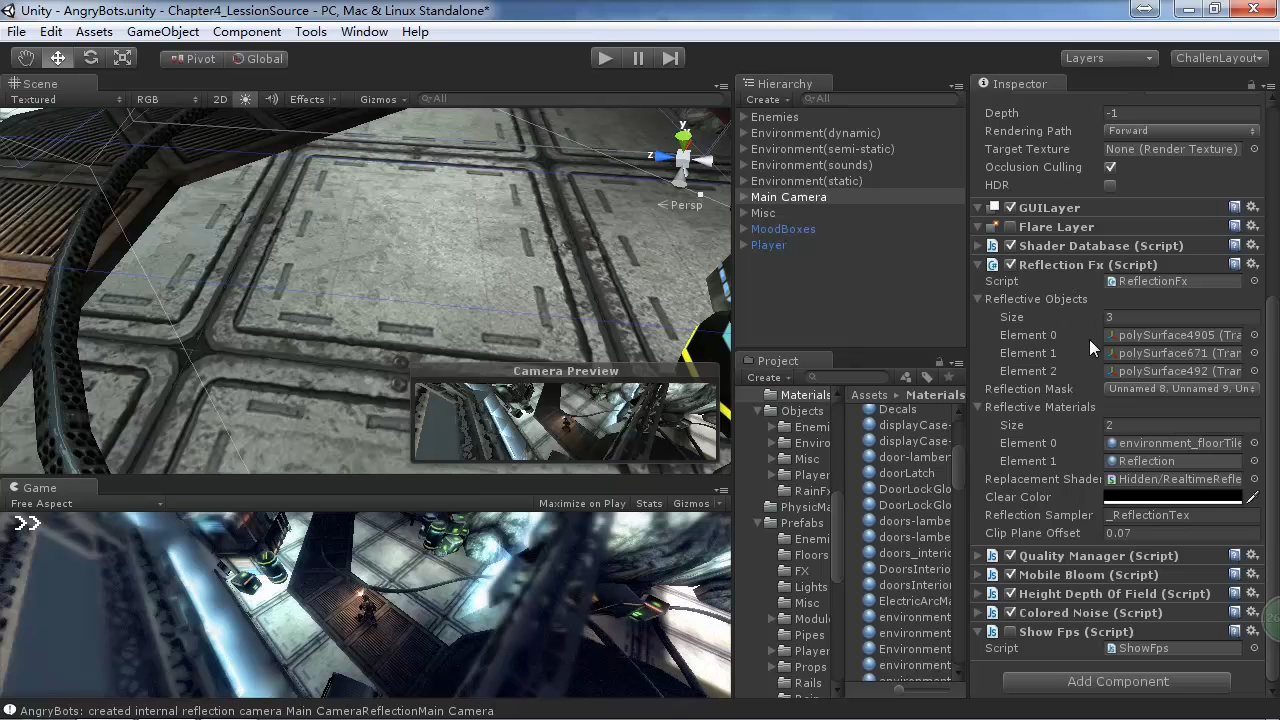 Unity - AngryBots.unity - Chapter4_LessionSource - PC, Mac & Linux Standalone*
File Edit Assets GameObject Component Tools Window Help
Pivot Global Layers ChallenLayout
Scene
Textured RGB 2D Effects Gizmos All
y
z
Persp
Camera Preview
Game
Free Aspect Maximize on Play Stats Gizmos
>>
Hierarchy
Create All
Enemies
Environment(dynamic)
Environment(semi-static)
Environment(sounds)
Environment(static)
Main Camera
Misc
MoodBoxes
Player
Project
Create
Materials
Objects
Enemi
Enviro
Misc
Player
RainFx
PhysicMa
Prefabs
Enemi
Floors
FX
Lights
Misc
Modul
Pipes
Player
Props
Rails
Assets Materials
Decals
displayCase-
displayCase-
door-lamber
doorLatch
DoorLockGlo
DoorLockGlo
doors-lambe
doors-lambe
doors_interio
DoorsInterio
doorsInterior
ElectricArcMa
environment
environment
Environment
environment
Inspector
Depth -1
Rendering Path Forward
Target Texture None (Render Texture)
Occlusion Culling
HDR
GUILayer
Flare Layer
Shader Database (Script)
Reflection Fx (Script)
Script ReflectionFx
Reflective Objects
Size 3
Element 0 polySurface4905 (Tra
Element 1 polySurface671 (Tran
Element 2 polySurface492 (Tran
Reflection Mask Unnamed 8, Unnamed 9, Un
Reflective Materials
Size 2
Element 0 environment_floorTile
Element 1 Reflection
Replacement Shader Hidden/RealtimeRefle
Clear Color
Reflection Sampler _ReflectionTex
Clip Plane Offset 0.07
Quality Manager (Script)
Mobile Bloom (Script)
Height Depth Of Field (Script)
Colored Noise (Script)
Show Fps (Script)
Script ShowFps
Add Component
AngryBots: created internal reflection camera Main CameraReflectionMain Camera